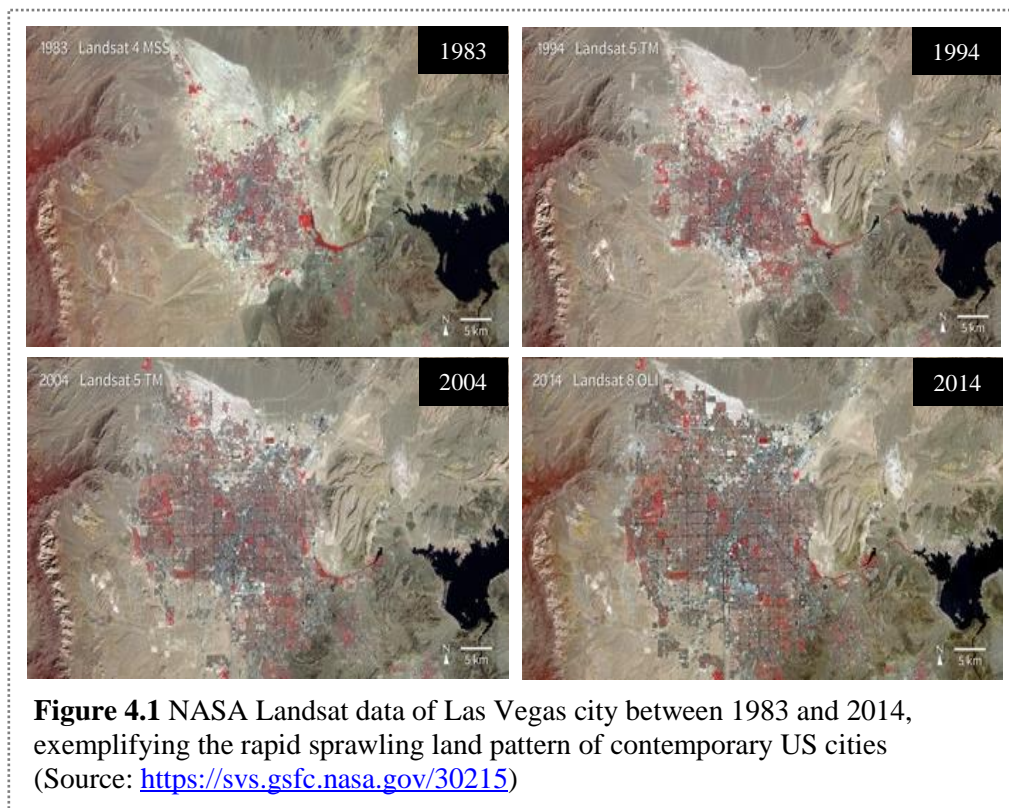 1983 Landsat 4 MSS
1983
1994 Landsat 5 TM
1994
N
5 km
N
5 km
2004 Landsat 5 TM
2004
2014 Landsat 8 OLI
2014
N
5 km
N
5 km
Figure 4.1 NASA Landsat data of Las Vegas city between 1983 and 2014,
exemplifying the rapid sprawling land pattern of contemporary US cities
(Source: https://svs.gsfc.nasa.gov/30215)